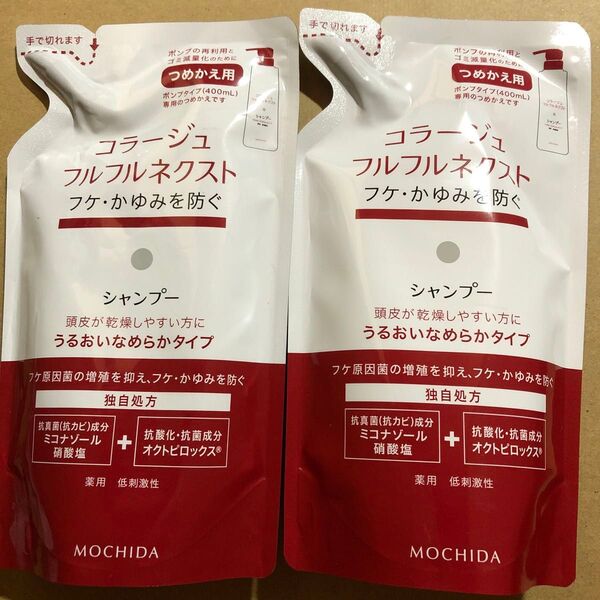 手で切れます
ポンプの再利用と
ゴミ減量化のために
つめかえ用
ポンプタイプ(400mL)
専用のつめかえです
コラージュ
フルフルネクスト
フケ・かゆみを防ぐ
シャンプー
頭皮が乾燥しやすい方に
うるおいなめらかタイプ
フケ原因菌の増殖を抑え、フケ・かゆみを防ぐ
独自処方
抗真菌(抗カビ)成分
ミコナゾール
硝酸塩
+
抗酸化・抗菌成分
オクトピロックス®
薬用 低刺激性
MOCHIDA
手で切れます
ポンプの再利用と
ゴミ減量化のために
つめかえ用
ポンプタイプ(400mL)
専用のつめかえです
コラージュ
フルフルネクスト
フケ・かゆみを防ぐ
シャンプー
頭皮が乾燥しやすい方に
うるおいなめらかタイプ
フケ原因菌の増殖を抑え、フケ・かゆみを防ぐ
独自処方
抗真菌(抗カビ)成分
ミコナゾール
硝酸塩
+
抗酸化・抗菌成分
オクトピロックス®
薬用 低刺激性
MOCHIDA